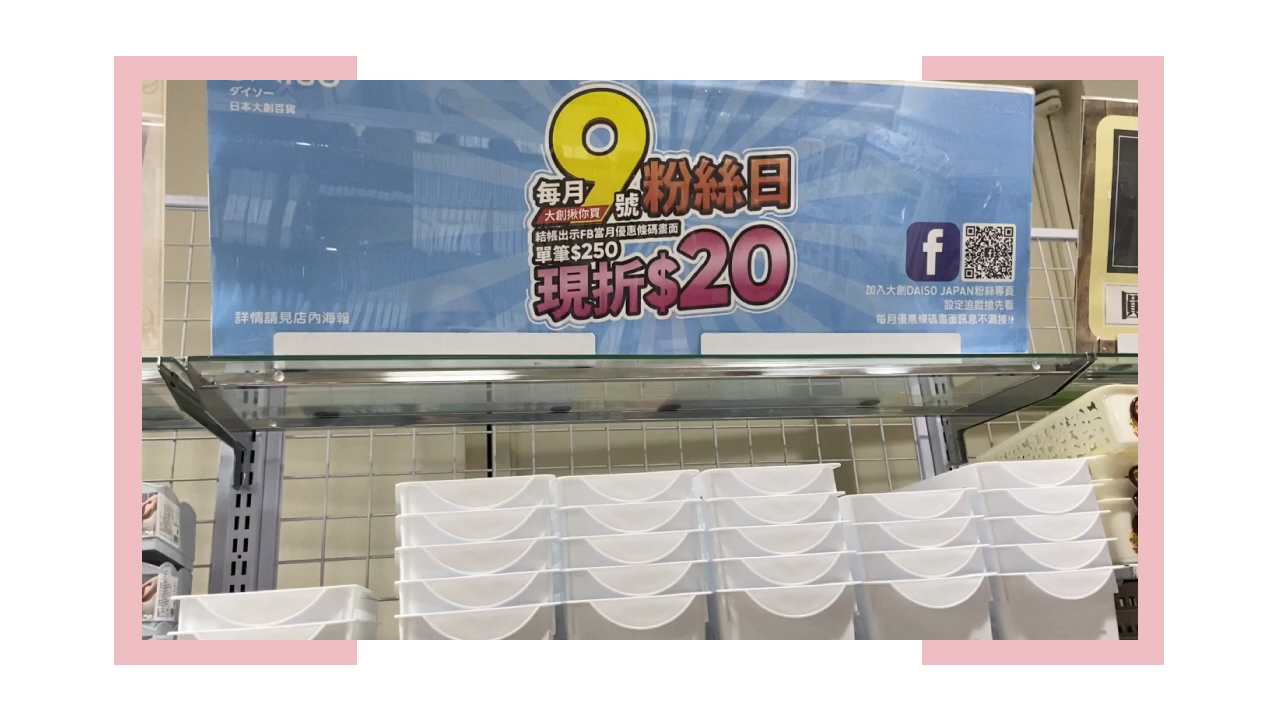 ダイソー
日本大創百貨
每月9號粉絲日
大創揪你買
結帳出示FB當月優惠條碼畫面
單筆$250
現折$20
加入大創DAISO JAPAN粉絲專頁
設定追蹤搶先看
每月優惠條碼畫面訊息不漏接!!
詳情請見店內海報